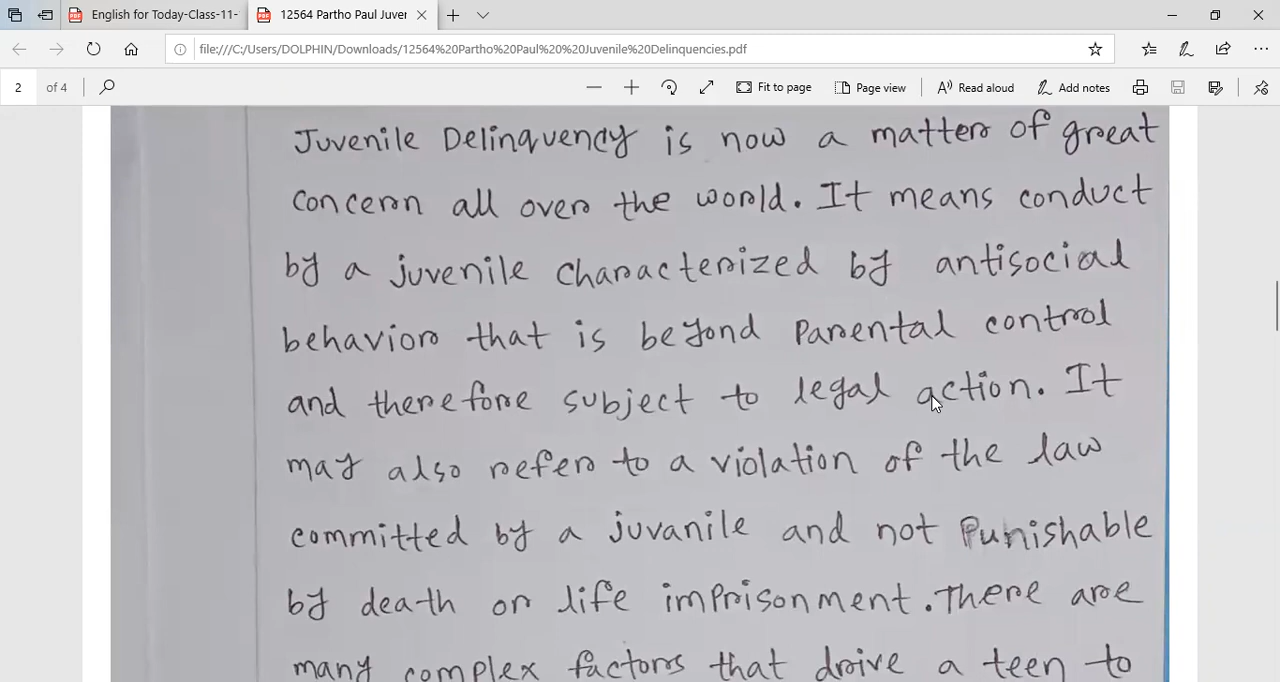 English for Today-Class-11-
12564 Partho Paul Juver
file:///C:/Users/DOLPHIN/Downloads/12564%20Partho%20Paul%20%20Juvenile%20Delinquencies.pdf
2 of 4
Fit to page
Page view
Read aloud
Add notes
Juvenile Delinquency is now a matter of great
concern all over the world. It means conduct
by a juvenile characterized by antisocial
behavior that is beyond Parental control
and therefore subject to legal action. It
may also refer to a violation of the law
committed by a juvanile and not Punishable
by death or life imprisonment. There are
many complex factors that drive a teen to